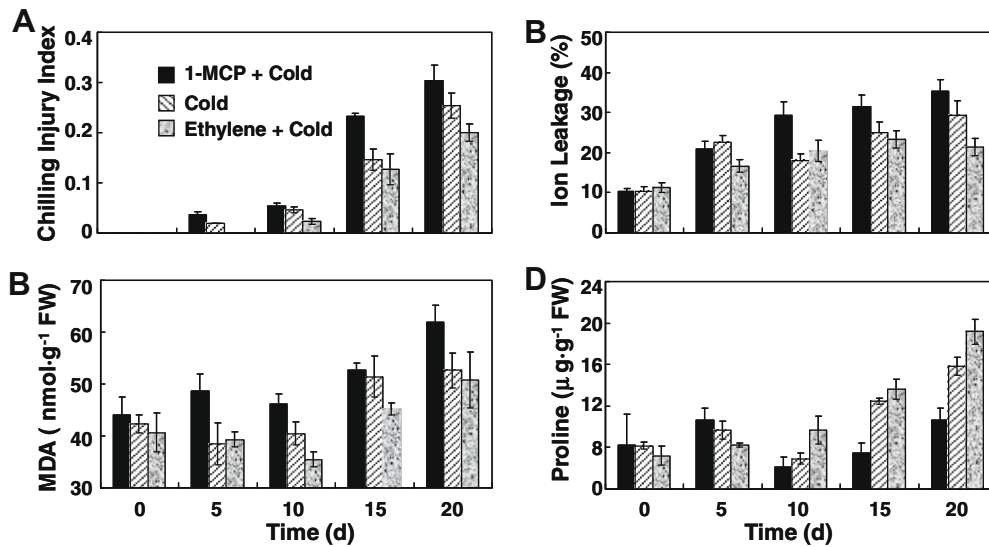 A
0.4
0.3
0.2
0.1
0
Chilling Injury Index
1-MCP + Cold
Cold
Ethylene + Cold
B
50
40
30
20
10
0
Ion Leakage (%)
B
70
60
50
40
30
MDA ( nmol·g⁻¹ FW)
0 5 10 15 20
Time (d)
D
24
20
16
12
8
0
Proline (μg·g⁻¹ FW)
0 5 10 15 20
Time (d)